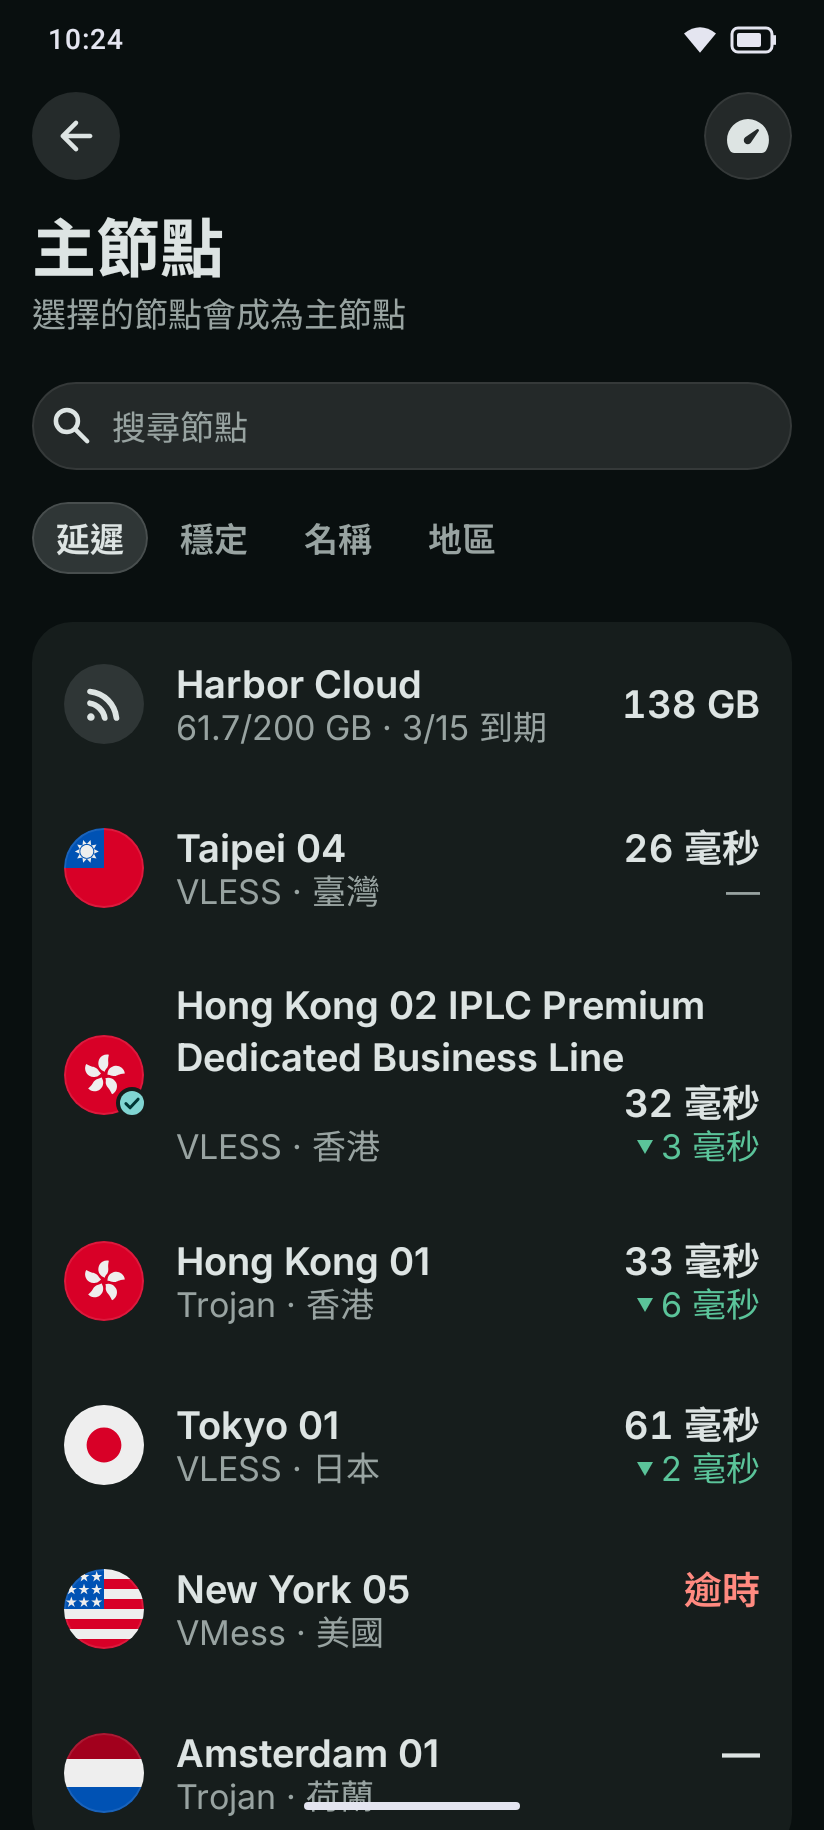 10:24
主節點
選擇的節點會成為主節點
搜尋節點
延遲 穩定 名稱 地區
Harbor Cloud
138 GB
61.7/200 GB · 3/15 到期
Taipei 04
26 毫秒
VLESS · 臺灣
—
Hong Kong 02 IPLC Premium
Dedicated Business Line
32 毫秒
VLESS · 香港
▼3 毫秒
Hong Kong 01
33 毫秒
Trojan · 香港
▼6 毫秒
Tokyo 01
61 毫秒
VLESS · 日本
▼2 毫秒
New York 05
逾時
VMess · 美國
Amsterdam 01
—
Trojan · 荷蘭